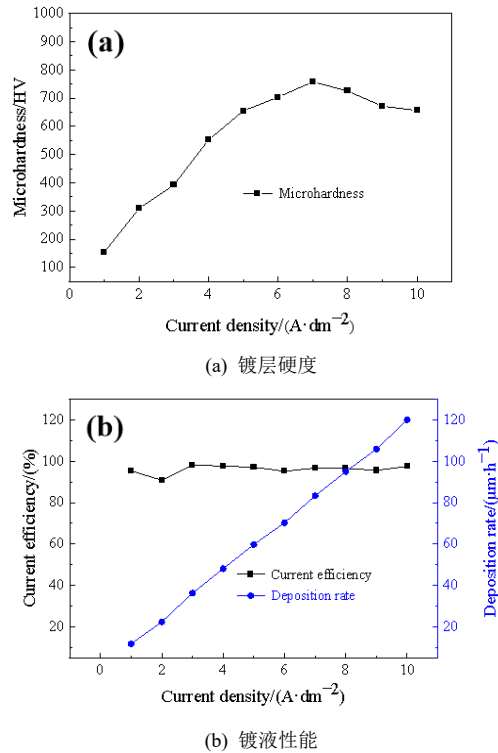 1000
900
800
700
600
500
400
300
200
100
Microhardness/HV
(a)
Microhardness
0 2 4 6 8 10
Current density/(A·dm⁻²)
(a) 镀层硬度
120
100
80
60
40
20
Current efficiency/(%)
(b)
Current efficiency
Deposition rate
120
100
80
60
40
20
Deposition rate/(μm·h⁻¹)
0 2 4 6 8 10
Current density/(A·dm⁻²)
(b) 镀液性能